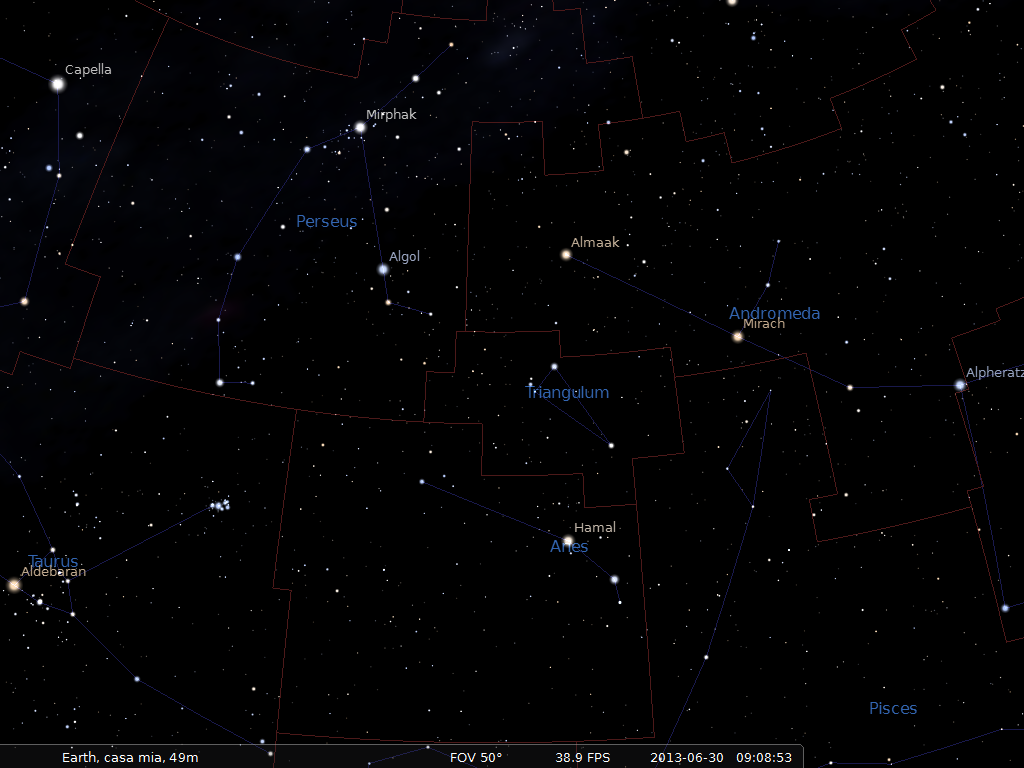 Capella
Mirphak
Perseus
Almaak
Algol
Andromeda
Mirach
Alpheratz
Triangulum
Hamal
Aries
Taurus
Aldebaran
Pisces
Earth, casa mia, 49m FOV 50° 38.9 FPS 2013-06-30 09:08:53